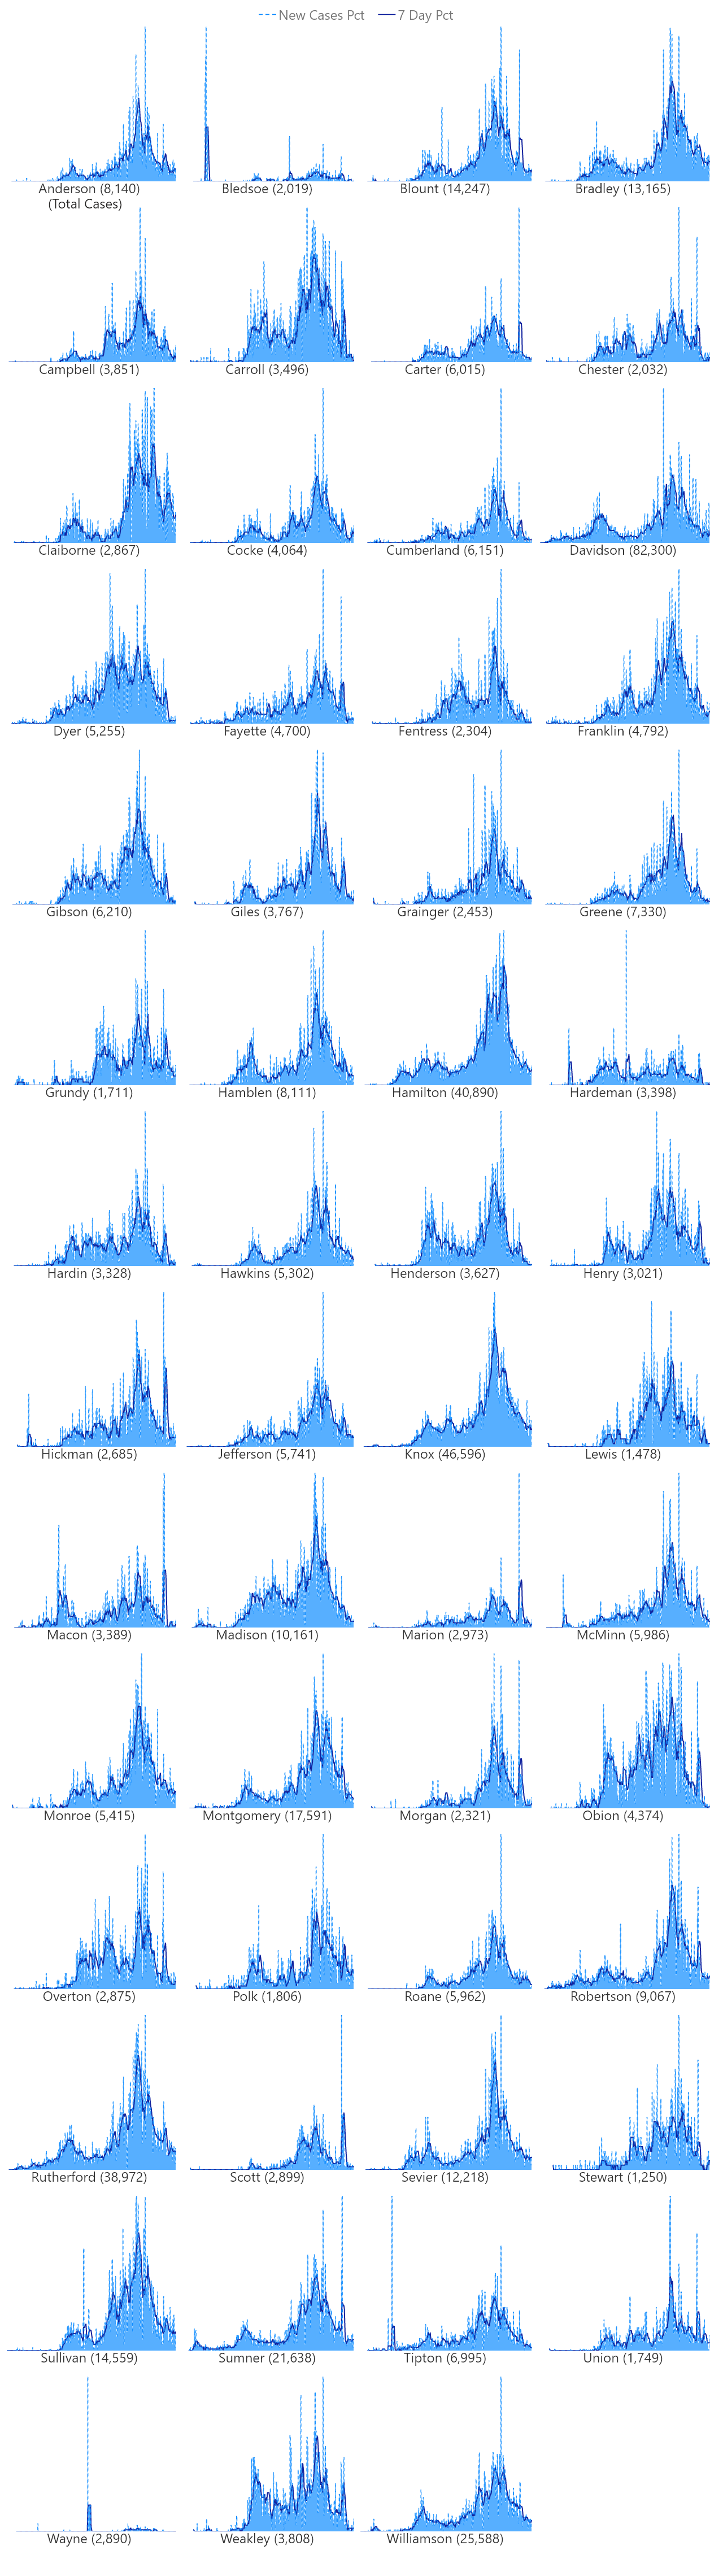 New Cases Pct 7 Day Pct
Anderson (8,140) Bledsoe (2,019) Blount (14,247) Bradley (13,165)
(Total Cases)
Campbell (3,851) Carroll (3,496) Carter (6,015) Chester (2,032)
Claiborne (2,867) Cocke (4,064) Cumberland (6,151) Davidson (82,300)
Dyer (5,255) Fayette (4,700) Fentress (2,304) Franklin (4,792)
Gibson (6,210) Giles (3,767) Grainger (2,453) Greene (7,330)
Grundy (1,711) Hamblen (8,111) Hamilton (40,890) Hardeman (3,398)
Hardin (3,328) Hawkins (5,302) Henderson (3,627) Henry (3,021)
Hickman (2,685) Jefferson (5,741) Knox (46,596) Lewis (1,478)
Macon (3,389) Madison (10,161) Marion (2,973) McMinn (5,986)
Monroe (5,415) Montgomery (17,591) Morgan (2,321) Obion (4,374)
Overton (2,875) Polk (1,806) Roane (5,962) Robertson (9,067)
Rutherford (38,972) Scott (2,899) Sevier (12,218) Stewart (1,250)
Sullivan (14,559) Sumner (21,638) Tipton (6,995) Union (1,749)
Wayne (2,890) Weakley (3,808) Williamson (25,588)